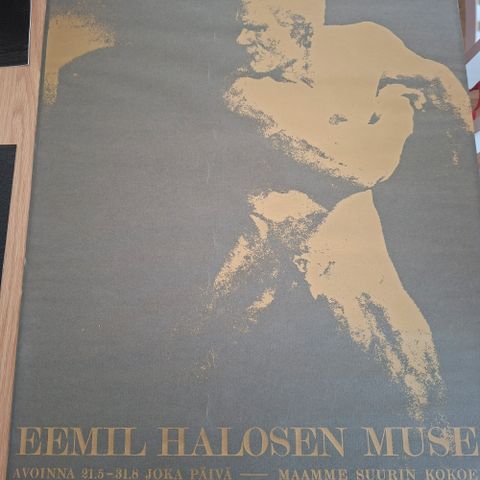 EEMIL HALOSEN MUSE
AVOINNA 21.5–31.8 JOKA PÄIVÄ — MAAMME SUURIN KOKOE